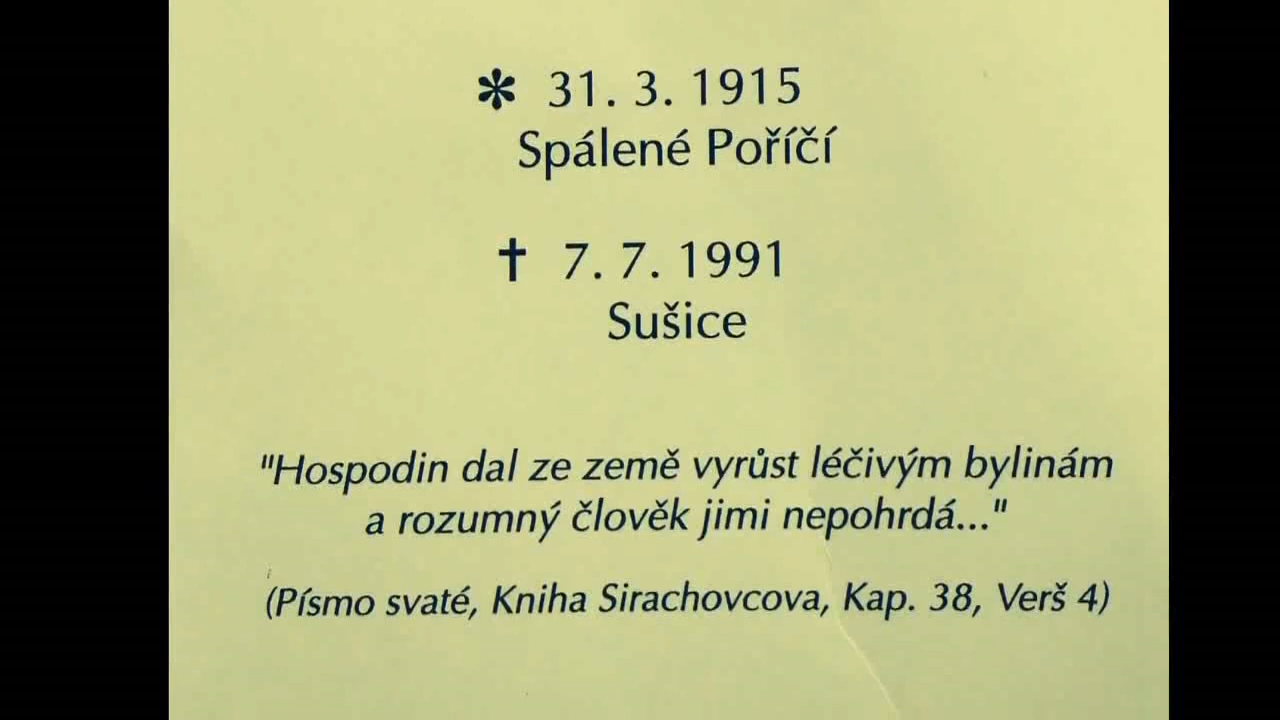 ✻ 31. 3. 1915
Spálené Poříčí
† 7. 7. 1991
Sušice
"Hospodin dal ze země vyrůst léčivým bylinám
a rozumný člověk jimi nepohrdá..."
(Písmo svaté, Kniha Sirachovcova, Kap. 38, Verš 4)